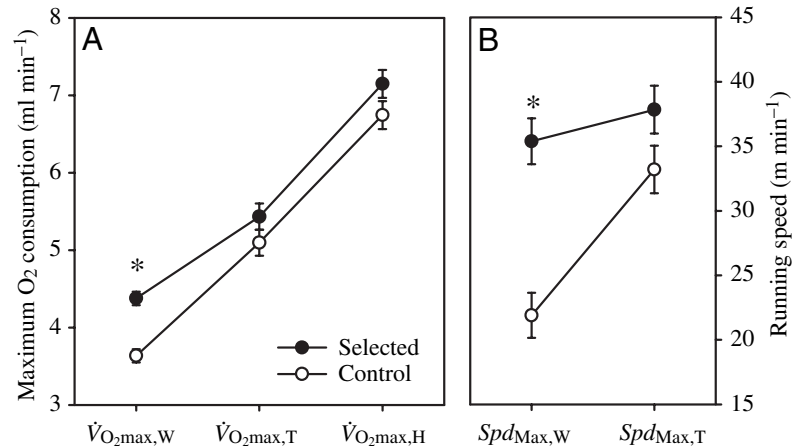 A
Maximum O₂ consumption (ml min⁻¹)
8
7
6
5
4
3
*
Selected
Control
V̇O₂max,W
V̇O₂max,T
V̇O₂max,H
B
*
45
40
35
30
25
20
15
Running speed (m min⁻¹)
SpdMax,W
SpdMax,T